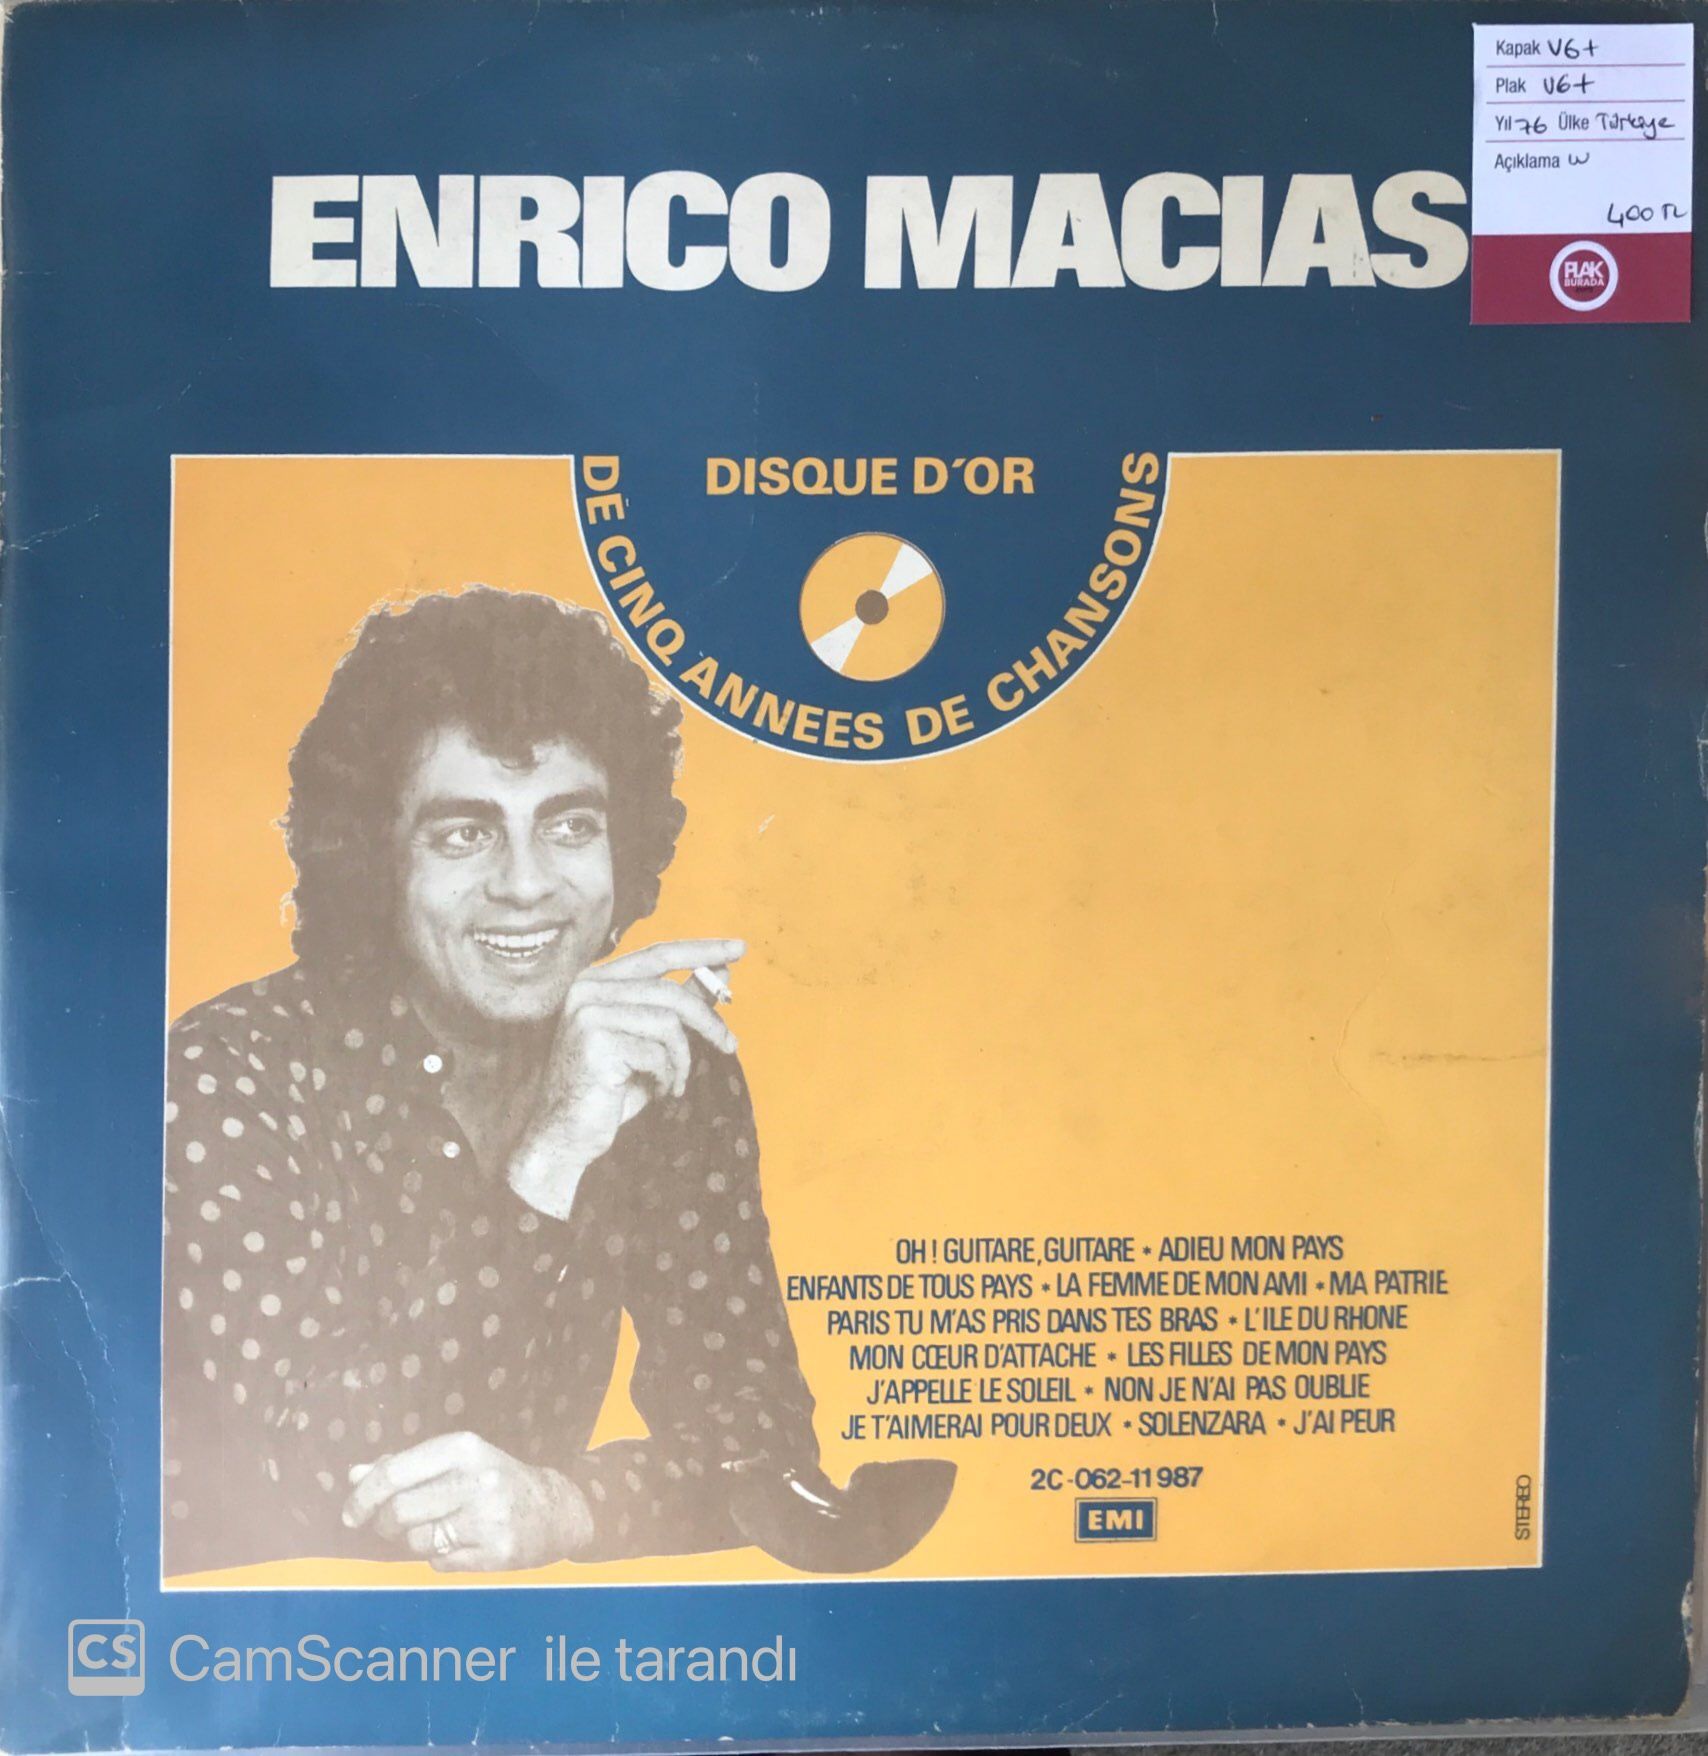 Kapak VG+
Plak VG+
Yıl 76 Ülke Türkiye
Açıklama W
400 TL
PLAK
BURADA
ENRICO MACIAS
DISQUE D'OR
DE CINQ ANNEES DE CHANSONS
OH ! GUITARE, GUITARE * ADIEU MON PAYS
ENFANTS DE TOUS PAYS * LA FEMME DE MON AMI * MA PATRIE
PARIS TU M'AS PRIS DANS TES BRAS * L'ILE DU RHONE
MON CŒUR D'ATTACHE * LES FILLES DE MON PAYS
J'APPELLE LE SOLEIL * NON JE N'AI PAS OUBLIE
JE T'AIMERAI POUR DEUX * SOLENZARA * J'AI PEUR
2C-062-11987
EMI
STEREO
CS CamScanner ile tarandı